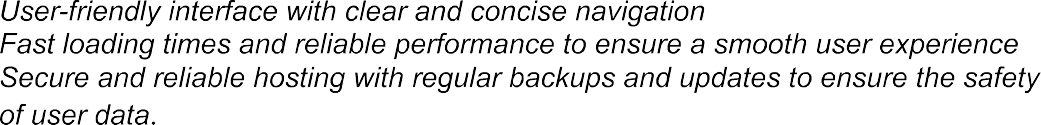 User-friendly interface with clear and concise navigation
Fast loading times and reliable performance to ensure a smooth user experience
Secure and reliable hosting with regular backups and updates to ensure the safety
of user data.